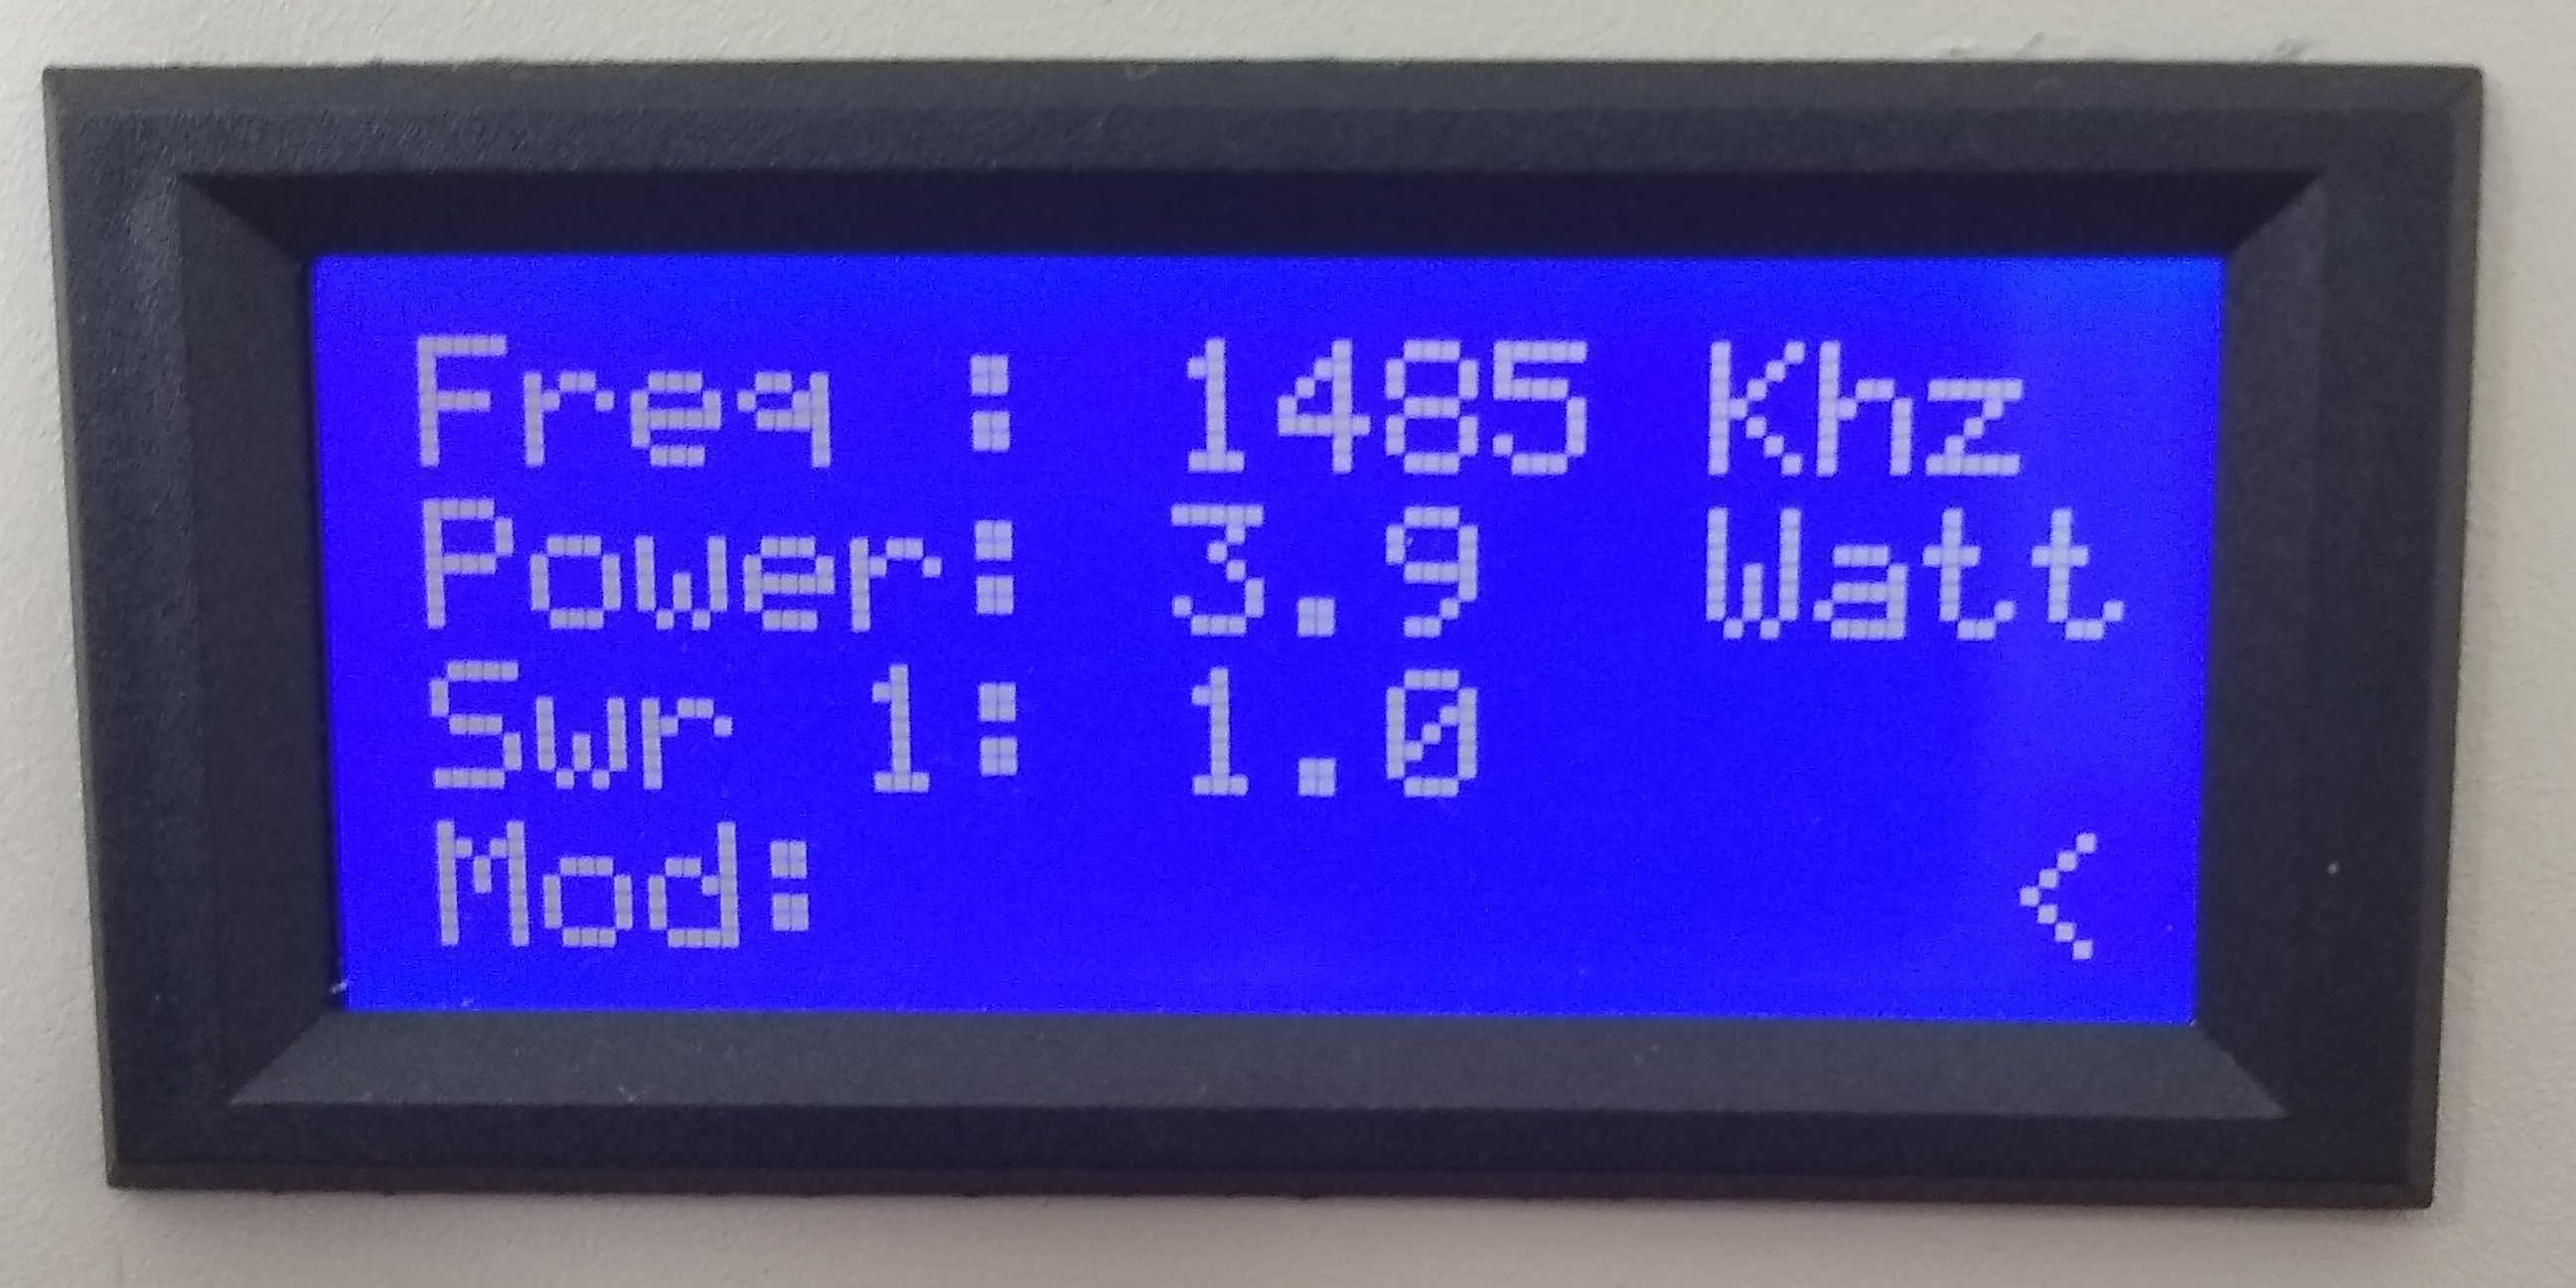 Freq : 1485 Khz
Power: 3.9 Watt
Swr 1: 1.0
Mod: <